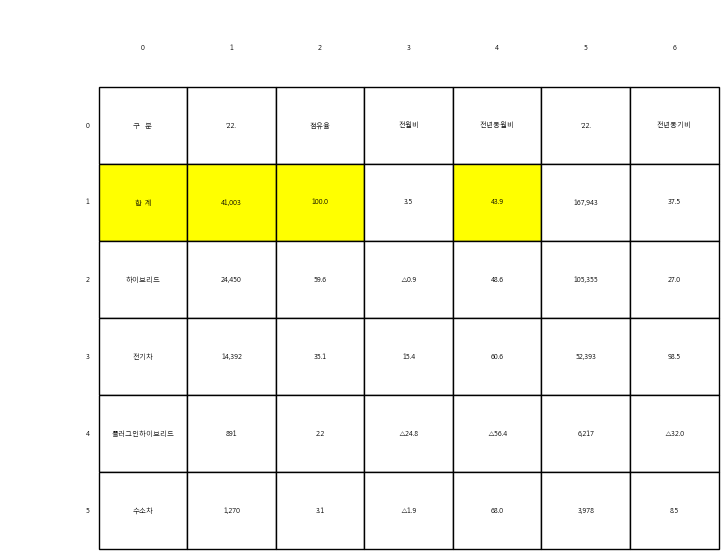 0 1 2 3 4 5 6
0 구 분 '22. 점유율 전월비 전년동월비 '22. 전년동기비
1 합 계 41,003 100.0 3.5 43.9 167,943 37.5
2 하이브리드 24,450 59.6 △0.9 48.6 105,355 27.0
3 전기차 14,392 35.1 15.4 60.6 52,393 98.5
4 플러그인하이브리드 891 2.2 △24.8 △56.4 6,217 △32.0
5 수소차 1,270 3.1 △1.9 68.0 3,978 8.5